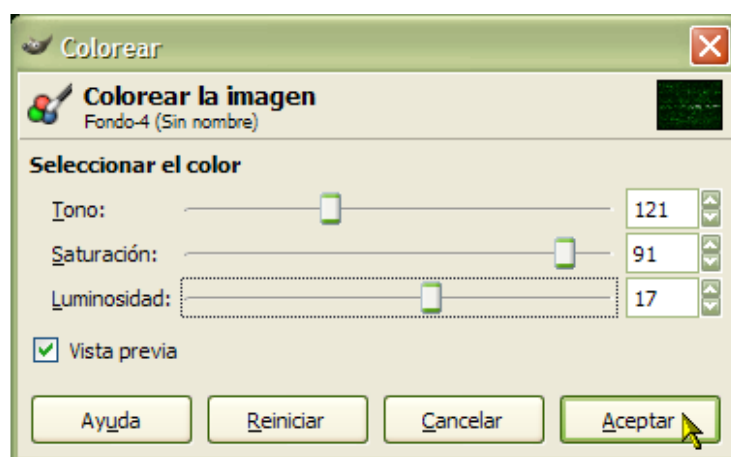 Colorear
Colorear la imagen
Fondo-4 (Sin nombre)
Seleccionar el color
Tono: 121
Saturación: 91
Luminosidad: 17
Vista previa
Ayuda Reiniciar Cancelar Aceptar